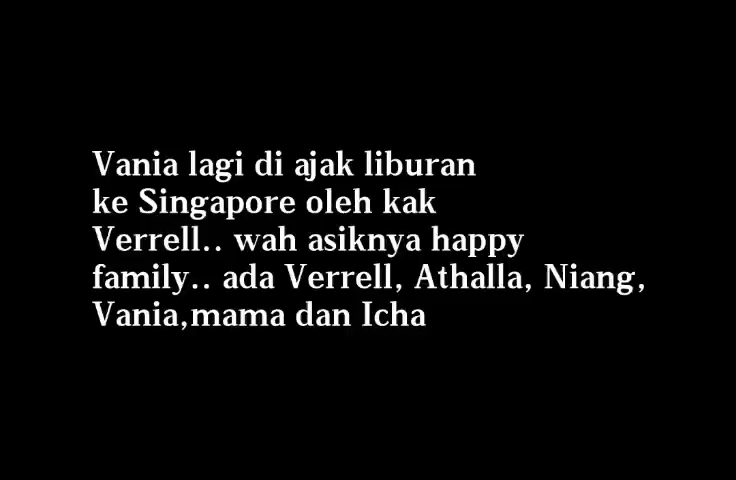 Vania lagi di ajak liburan
ke Singapore oleh kak
Verrell.. wah asiknya happy
family.. ada Verrell, Athalla, Niang,
Vania,mama dan Icha